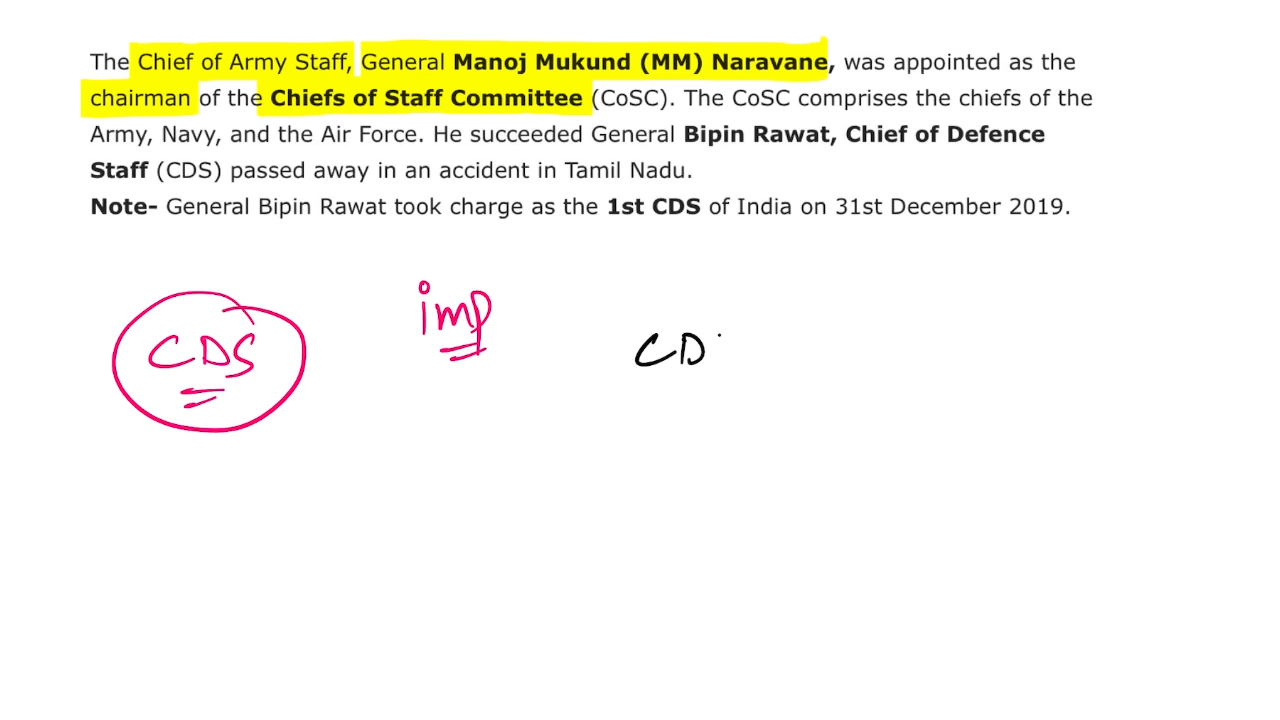 The Chief of Army Staff, General Manoj Mukund (MM) Naravane, was appointed as the
chairman of the Chiefs of Staff Committee (CoSC). The CoSC comprises the chiefs of the
Army, Navy, and the Air Force. He succeeded General Bipin Rawat, Chief of Defence
Staff (CDS) passed away in an accident in Tamil Nadu.
Note- General Bipin Rawat took charge as the 1st CDS of India on 31st December 2019.
imp
CDS
CD